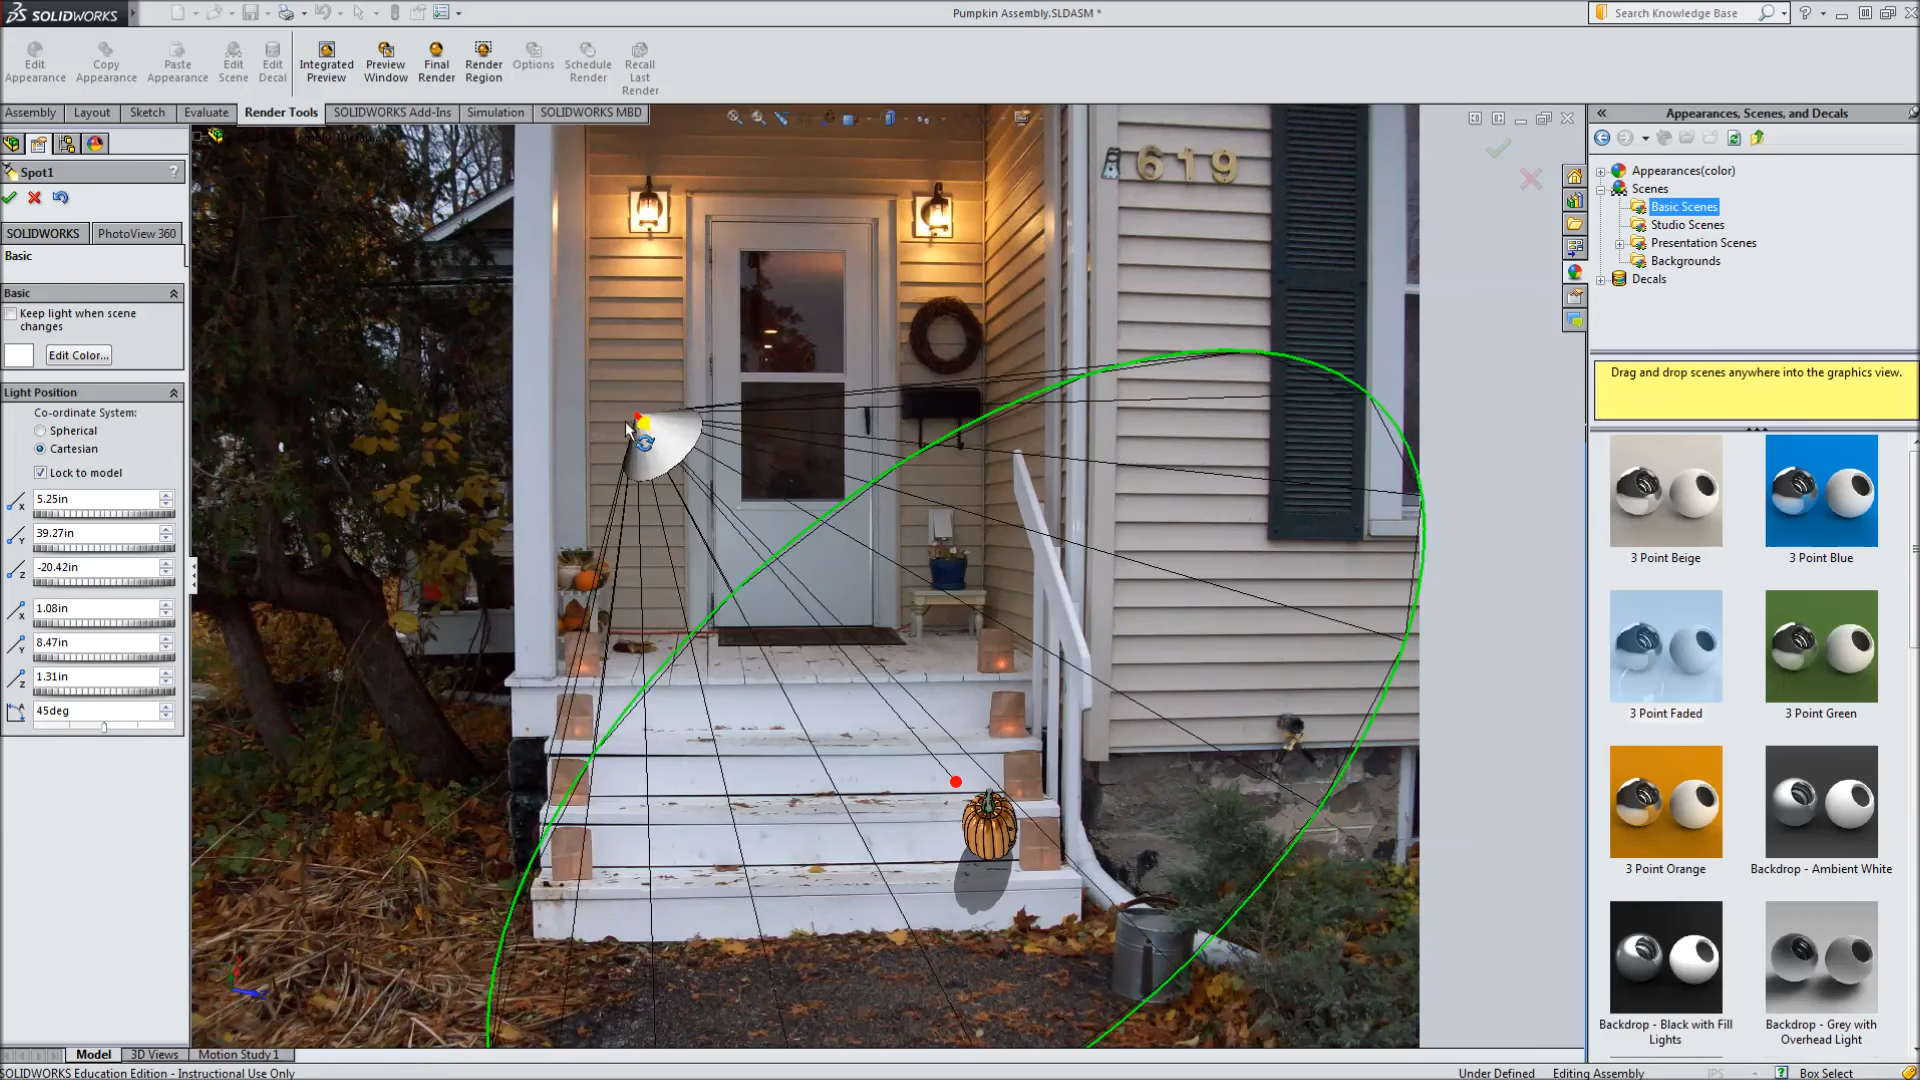 SOLIDWORKS
Pumpkin Assembly.SLDASM *
Search Knowledge Base
Edit Appearance
Copy Appearance
Paste Appearance
Edit Scene
Edit Decal
Integrated Preview
Preview Window
Final Render
Render Region
Options
Schedule Render
Recall Last Render
Assembly
Layout
Sketch
Evaluate
Render Tools
SOLIDWORKS Add-Ins
Simulation
SOLIDWORKS MBD
Spot1
?
SOLIDWORKS
PhotoView 360
Basic
Basic
Keep light when scene
changes
Edit Color...
Light Position
Co-ordinate System:
Spherical
Cartesian
Lock to model
5.25in
39.27in
-20.42in
1.08in
8.47in
1.31in
45deg
619
Appearances, Scenes, and Decals
Appearances(color)
Scenes
Basic Scenes
Studio Scenes
Presentation Scenes
Backgrounds
Decals
Drag and drop scenes anywhere into the graphics view.
3 Point Beige
3 Point Blue
3 Point Faded
3 Point Green
3 Point Orange
Backdrop - Ambient White
Backdrop - Black with Fill
Lights
Backdrop - Grey with
Overhead Light
Model
3D Views
Motion Study 1
SOLIDWORKS Education Edition - Instructional Use Only
Under Defined
Editing Assembly
IPS
Box Select